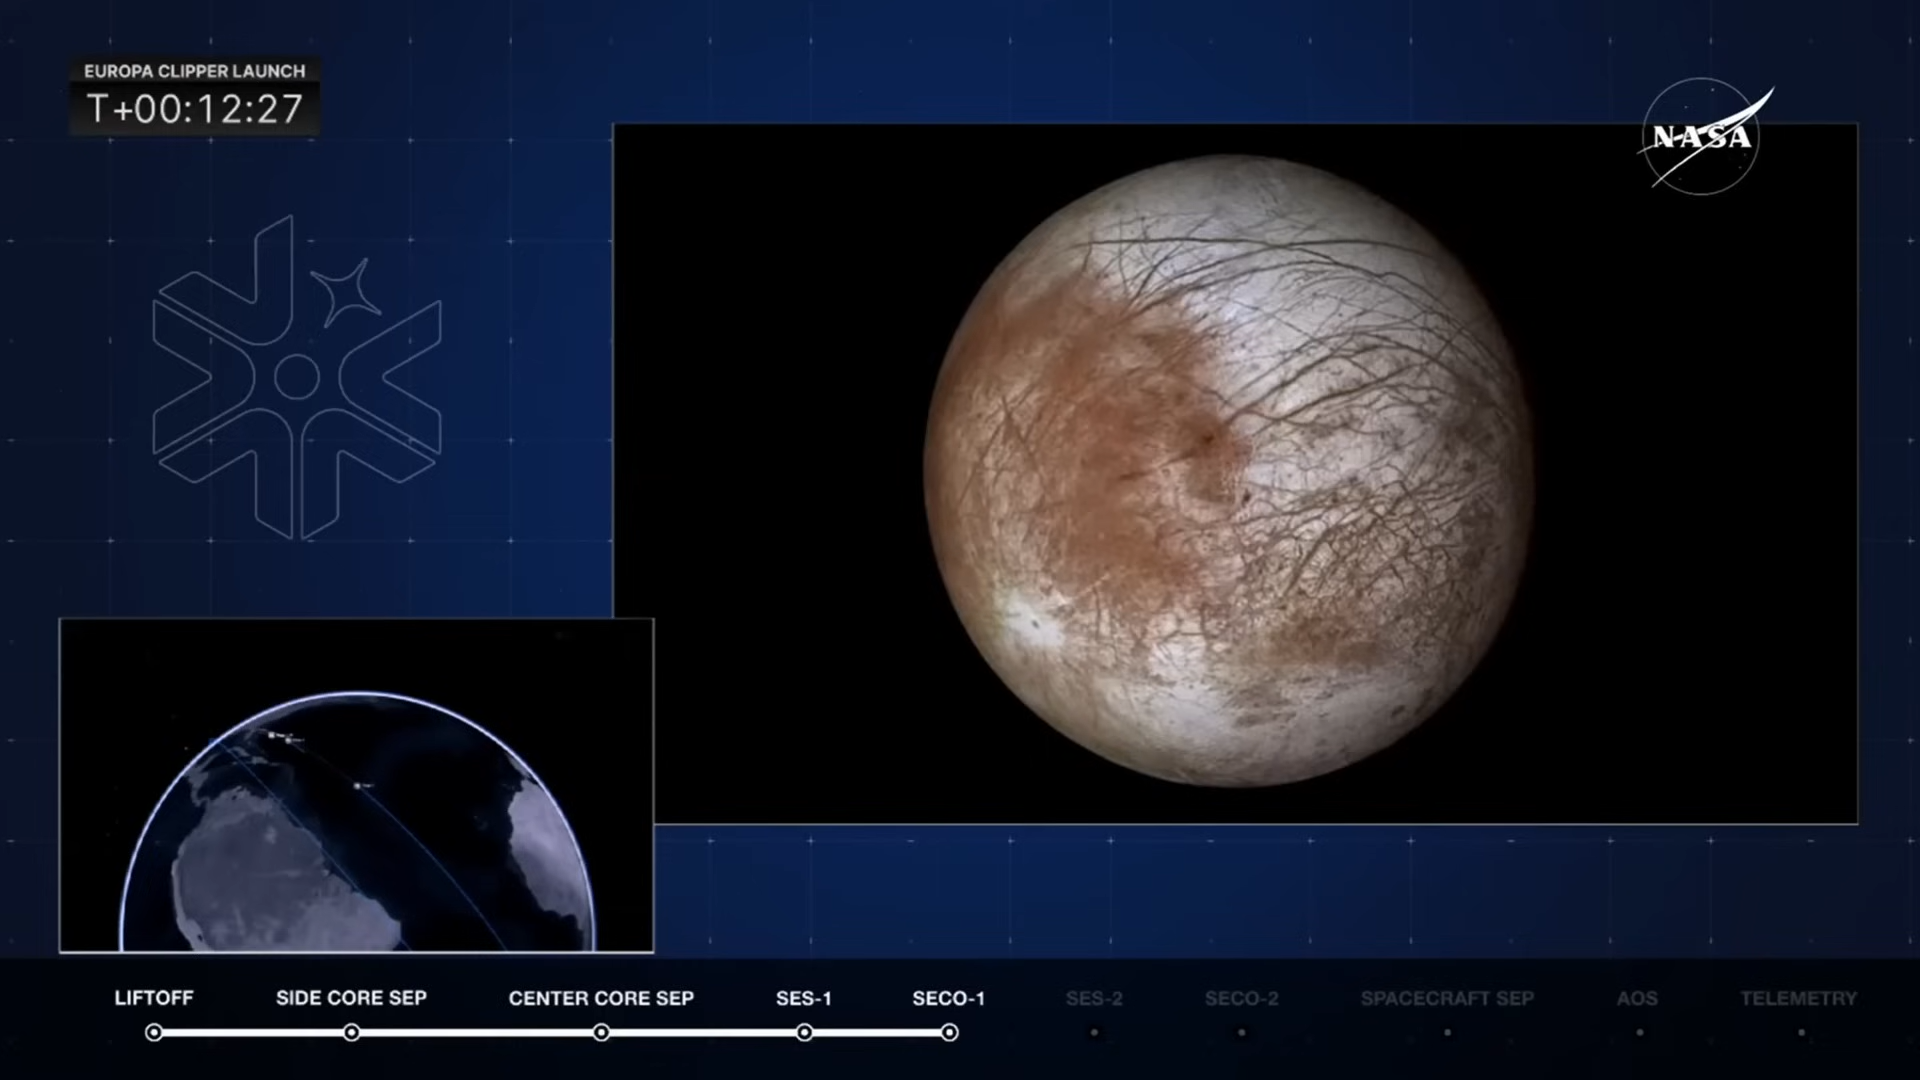 EUROPA CLIPPER LAUNCH
T+00:12:27
NASA
LIFTOFF
SIDE CORE SEP
CENTER CORE SEP
SES-1
SECO-1
SES-2
SECO-2
SPACECRAFT SEP
AOS
TELEMETRY